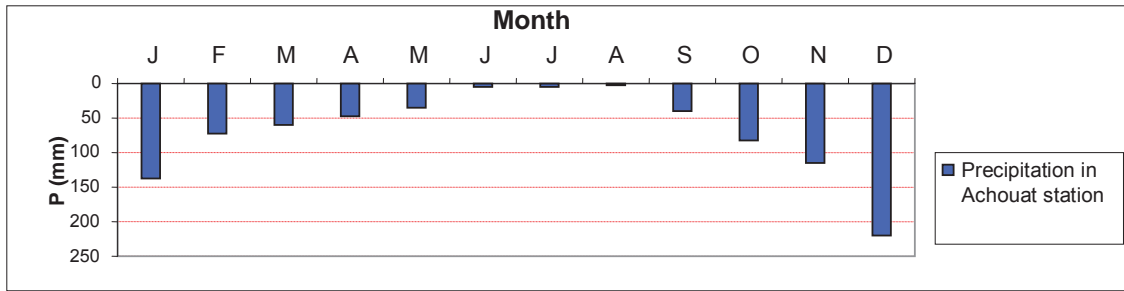 Month
J F M A M J J A S O N D
0
50
100
150
200
250
P (mm)
Precipitation in
Achouat station